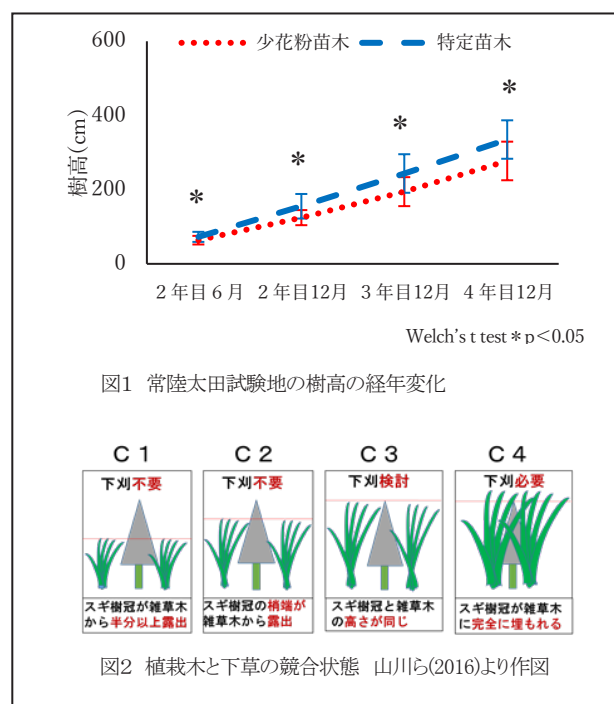 600
少花粉苗木 特定苗木
400
200
0
樹高(cm)
* * * *
2年目6月 2年目12月 3年目12月 4年目12月
Welch's t test * p<0.05
図1 常陸太田試験地の樹高の経年変化
C1 C2 C3 C4
下刈不要 下刈不要 下刈検討 下刈必要
スギ樹冠が雑草木
から半分以上露出
スギ樹冠の梢端が
雑草木から露出
スギ樹冠と雑草木
の高さが同じ
スギ樹冠が雑草木
に完全に埋もれる
図2 植栽木と下草の競合状態 山川ら(2016)より作図